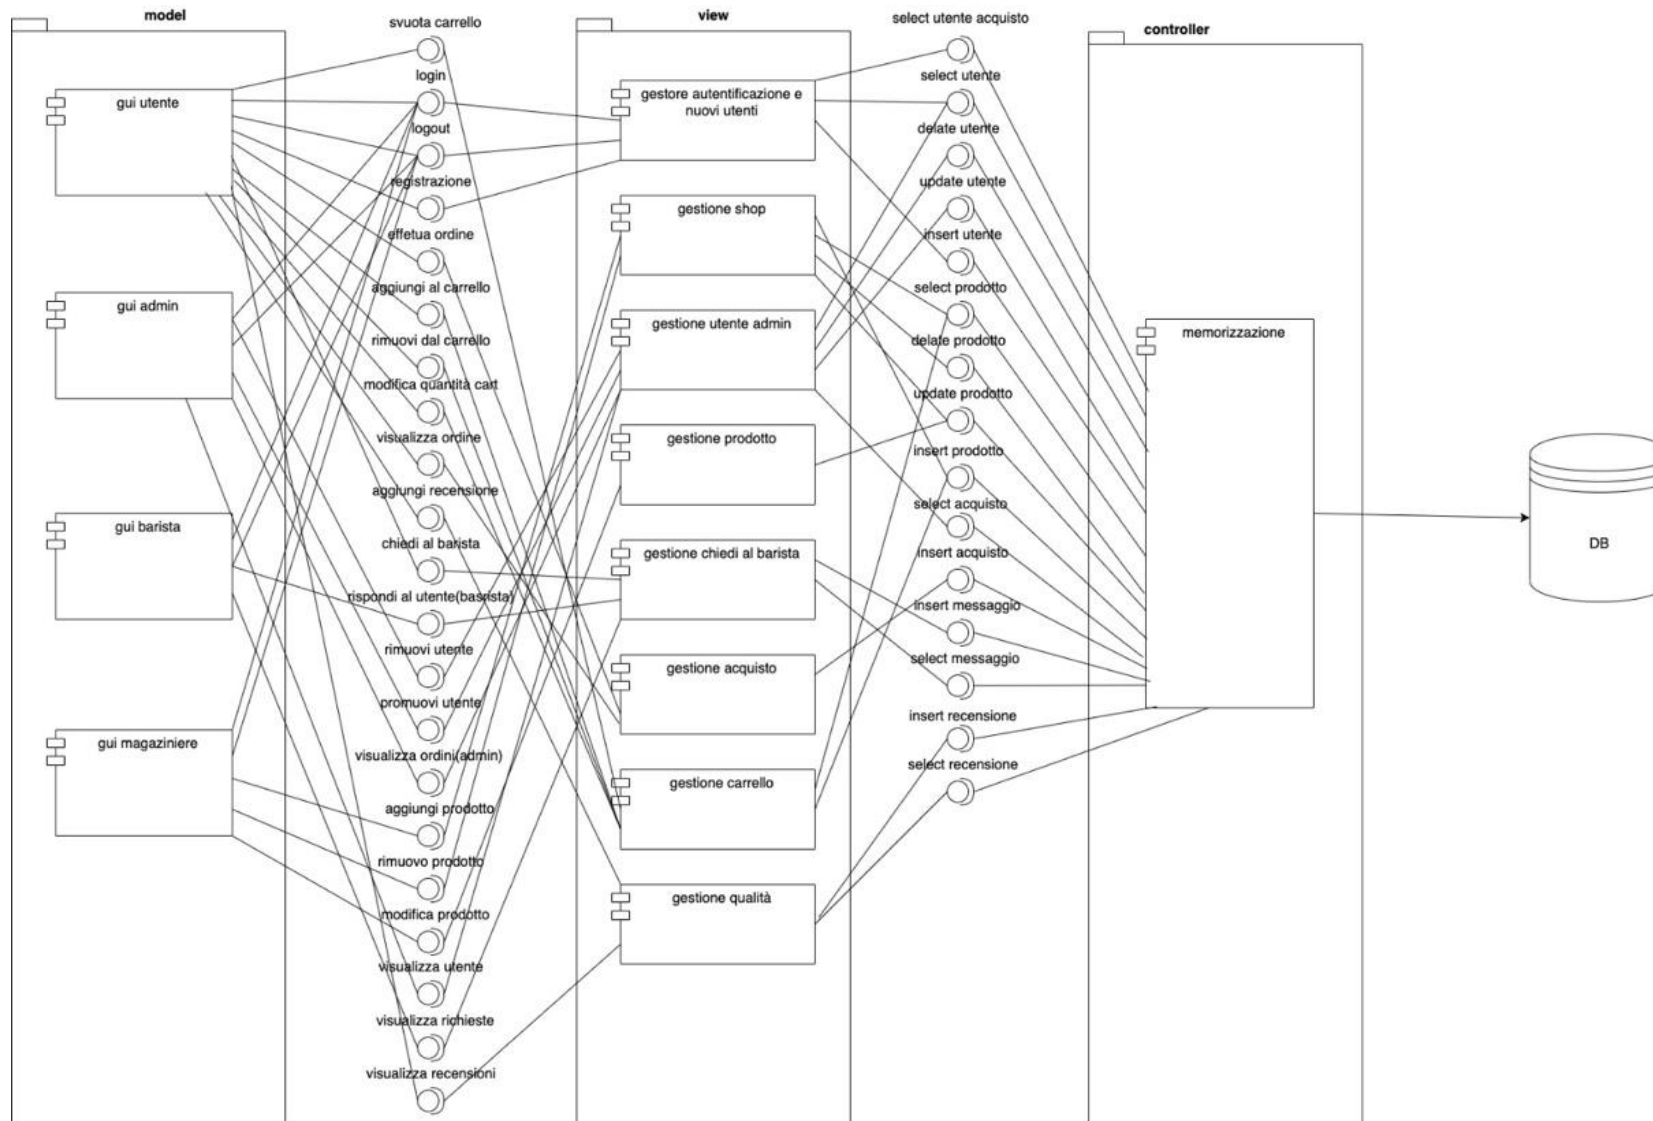 model
gui utente
gui admin
gui barista
gui magaziniere
svuota carrello
login
logout
registrazione
effetua ordine
aggiungi al carrello
rimuovi dal carrello
modifica quantita cart
visualizza ordine
aggiungi recensione
chiedi al barista
rispondi al utente(basrista)
rimuovi utente
promuovi utente
visualizza ordini(admin)
aggiungi prodotto
rimuovo prodotto
modifica prodotto
visualizza utente
visualizza richieste
visualizza recensioni
view
gestore autentificazione e
nuovi utenti
gestione shop
gestione utente admin
gestione prodotto
gestione chiedi al barista
gestione acquisto
gestione carrello
gestione qualità
select utente acquisto
select utente
delate utente
update utente
insert utente
select prodotto
delate prodotto
update prodotto
insert prodotto
select acquisto
insert acquisto
insert messaggio
select messaggio
insert recensione
select recensione
controller
memorizzazione
DB